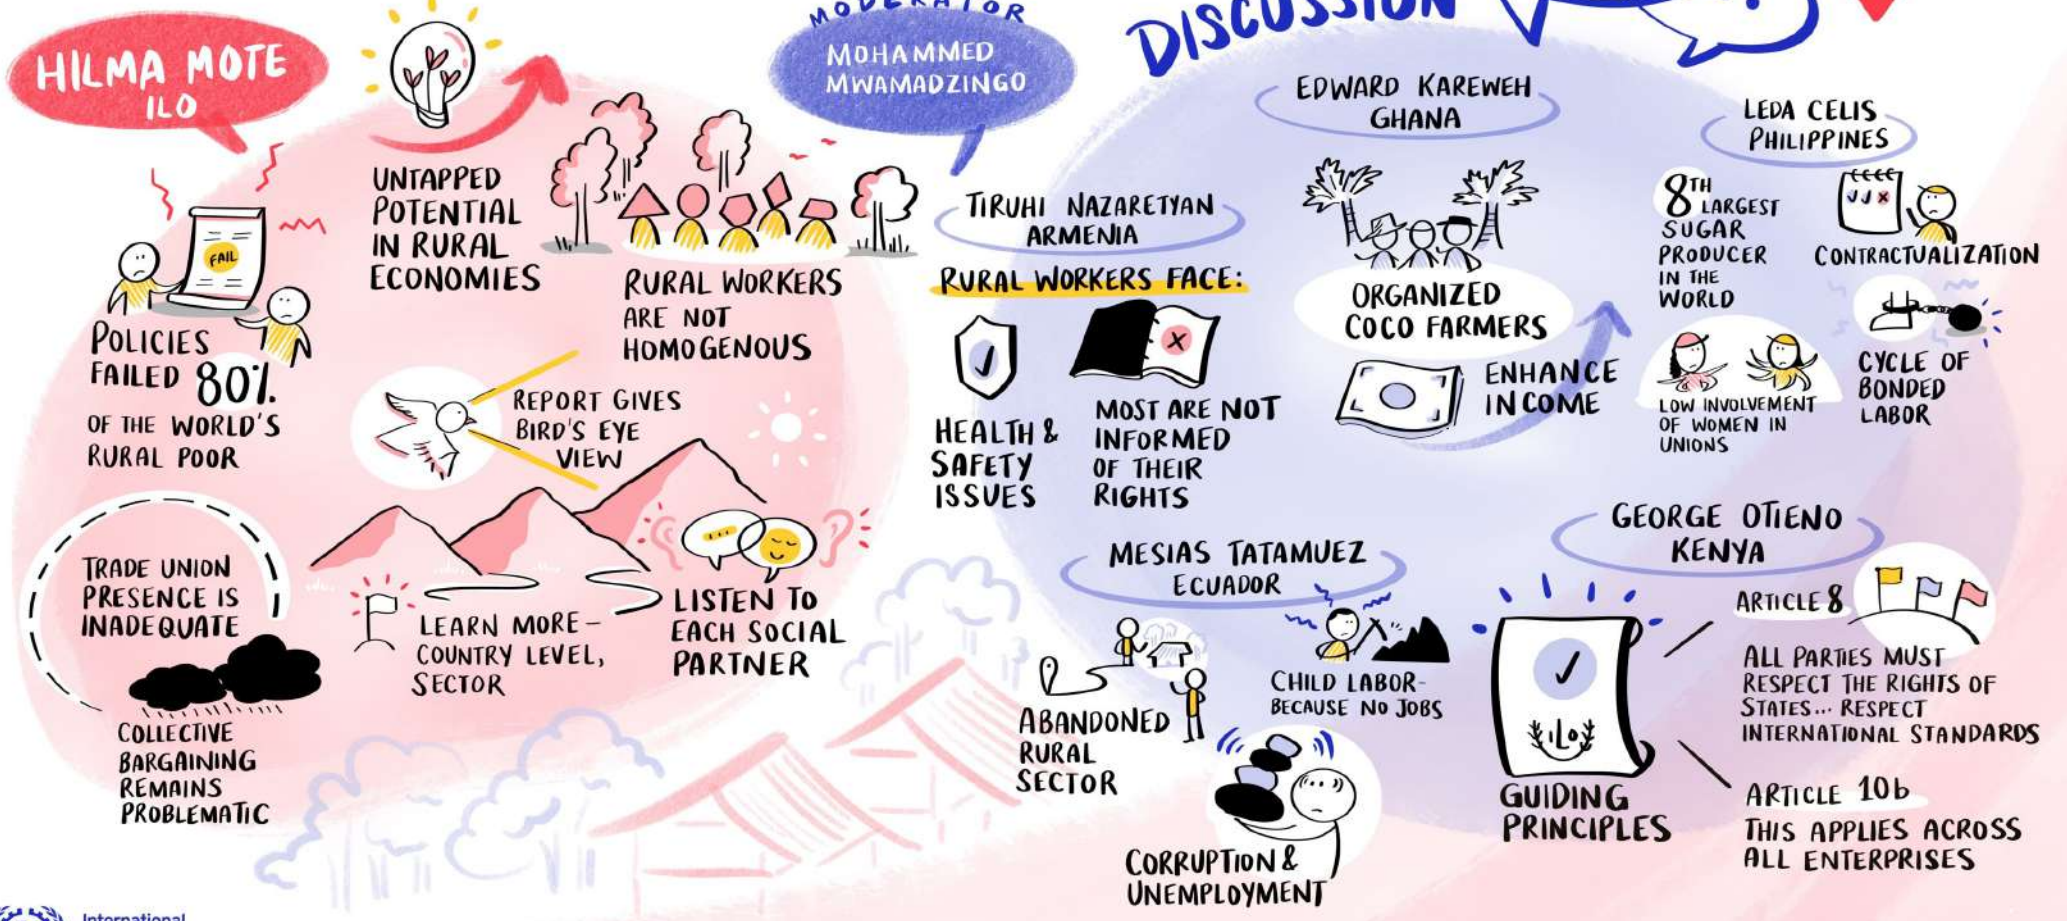 HILMA MOTE
ILO
FAIL
POLICIES
FAILED 80%
OF THE WORLD'S
RURAL POOR
UNTAPPED
POTENTIAL
IN RURAL
ECONOMIES
RURAL WORKERS
ARE NOT
HOMOGENOUS
REPORT GIVES
BIRD'S EYE
VIEW
TRADE UNION
PRESENCE IS
INADEQUATE
COLLECTIVE
BARGAINING
REMAINS
PROBLEMATIC
LEARN MORE –
COUNTRY LEVEL,
SECTOR
LISTEN TO
EACH SOCIAL
PARTNER
MODERATOR
MOHAMMED
MWAMADZINGO
DISCUSSION
TIRUHI NAZARETYAN
ARMENIA
RURAL WORKERS FACE:
HEALTH &
SAFETY
ISSUES
MOST ARE NOT
INFORMED
OF THEIR
RIGHTS
EDWARD KAREWEH
GHANA
ORGANIZED
COCO FARMERS
ENHANCE
INCOME
LEDA CELIS
PHILIPPINES
8TH
LARGEST
SUGAR
PRODUCER
IN THE
WORLD
CONTRACTUALIZATION
LOW INVOLVEMENT
OF WOMEN IN
UNIONS
CYCLE OF
BONDED
LABOR
MESIAS TATAMUEZ
ECUADOR
ABANDONED
RURAL
SECTOR
CHILD LABOR-
BECAUSE NO JOBS
CORRUPTION &
UNEMPLOYMENT
GEORGE OTIENO
KENYA
ILO
GUIDING
PRINCIPLES
ARTICLE 8
ALL PARTIES MUST
RESPECT THE RIGHTS OF
STATES... RESPECT
INTERNATIONAL STANDARDS
ARTICLE 10b
THIS APPLIES ACROSS
ALL ENTERPRISES
International